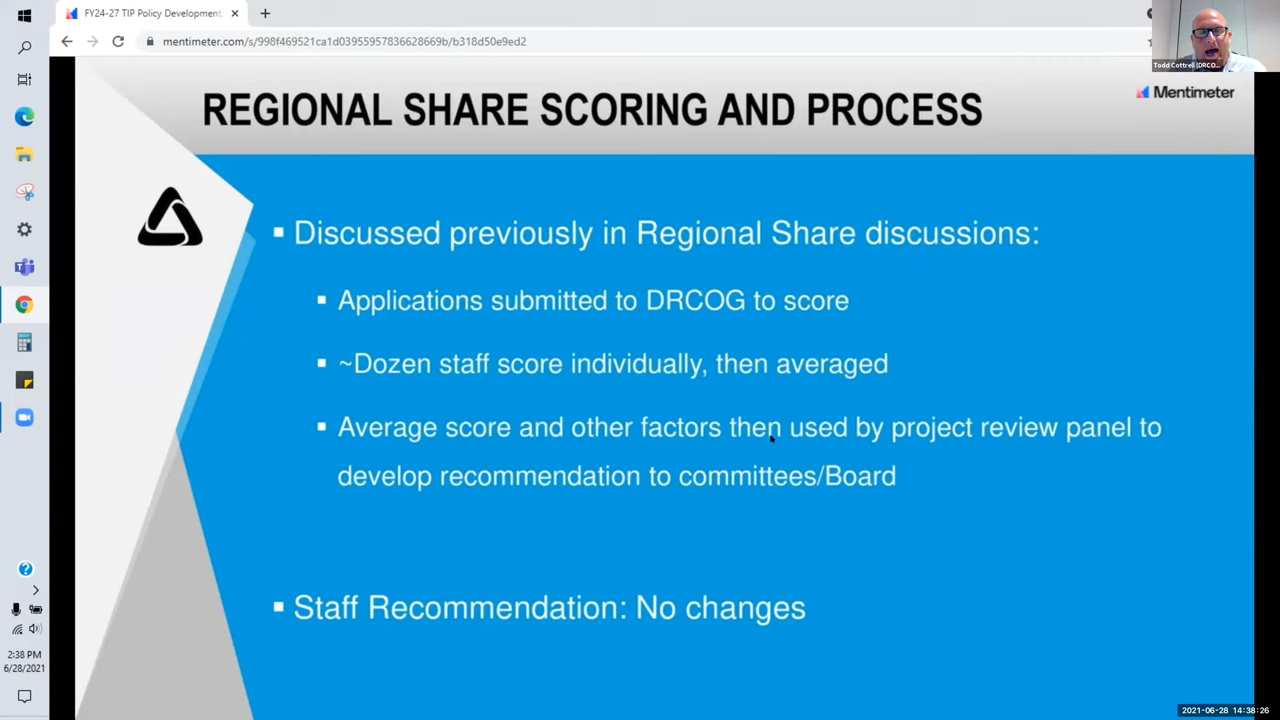 FY24-27 TIP Policy Development
mentimeter.com/s/998f469521ca1d03955957836628669b/b318d50e9ed2
Todd Cottrell (DRCO...
Mentimeter
REGIONAL SHARE SCORING AND PROCESS
Discussed previously in Regional Share discussions:
Applications submitted to DRCOG to score
~Dozen staff score individually, then averaged
Average score and other factors then used by project review panel to
develop recommendation to committees/Board
Staff Recommendation: No changes
2:38 PM
6/28/2021
2021-06-28 14:38:26